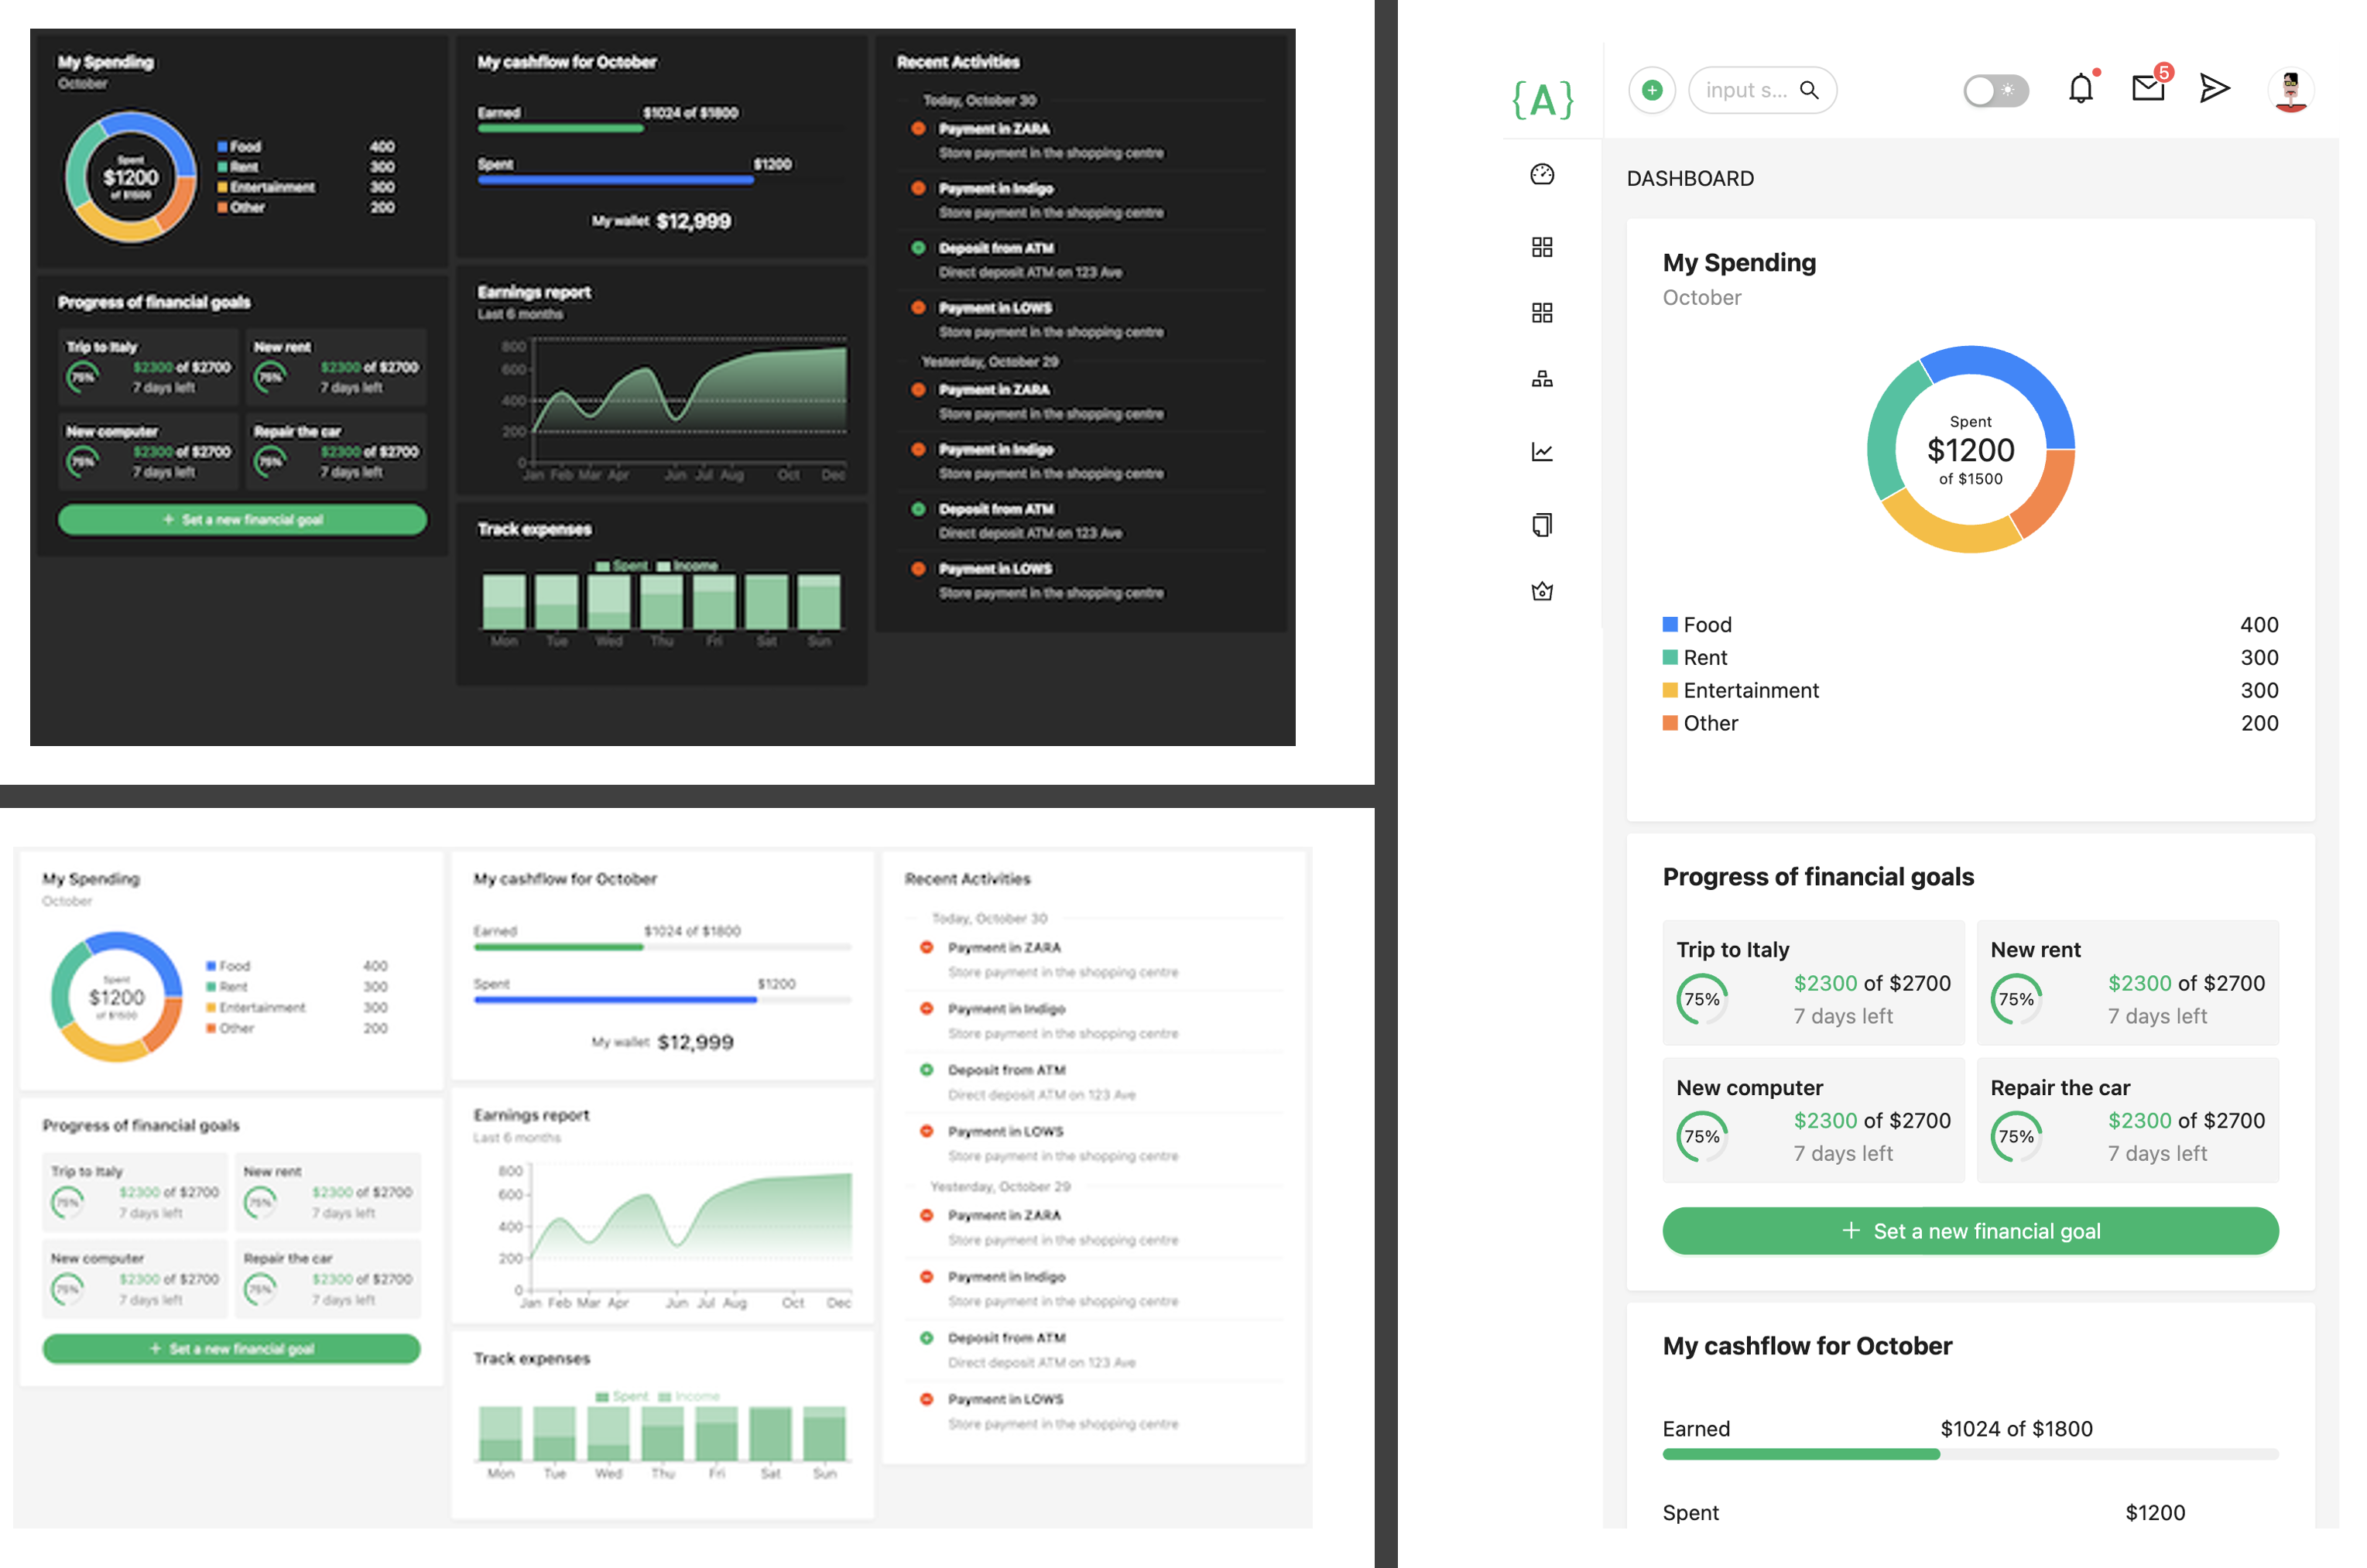 My Spending
October
Spent
$1200
of $1500
Food 400
Rent 300
Entertainment 300
Other 200
Progress of financial goals
Trip to Italy
75%
$2300 of $2700
7 days left
New rent
75%
$2300 of $2700
7 days left
New computer
75%
$2300 of $2700
7 days left
Repair the car
75%
$2300 of $2700
7 days left
+ Set a new financial goal
My cashflow for October
Earned $1024 of $1800
Spent $1200
My wallet $12,999
Earnings report
Last 6 months
800
600
400
200
0
Jan Feb Mar Apr Jun Jul Aug Oct Dec
Track expenses
Spent Income
Mon Tue Wed Thu Fri Sat Sun
Recent Activities
Today, October 30
Payment in ZARA
Store payment in the shopping centre
Payment in Indigo
Store payment in the shopping centre
Deposit from ATM
Direct deposit ATM on 123 Ave
Payment in LOWS
Store payment in the shopping centre
Yesterday, October 29
Payment in ZARA
Store payment in the shopping centre
Payment in Indigo
Store payment in the shopping centre
Deposit from ATM
Direct deposit ATM on 123 Ave
Payment in LOWS
Store payment in the shopping centre
My Spending
October
Spent
$1200
of $1500
Food 400
Rent 300
Entertainment 300
Other 200
Progress of financial goals
Trip to Italy
75%
$2300 of $2700
7 days left
New rent
75%
$2300 of $2700
7 days left
New computer
75%
$2300 of $2700
7 days left
Repair the car
75%
$2300 of $2700
7 days left
+ Set a new financial goal
My cashflow for October
Earned $1024 of $1800
Spent $1200
My wallet $12,999
Earnings report
Last 6 months
800
600
400
200
0
Jan Feb Mar Apr Jun Jul Aug Oct Dec
Track expenses
Spent Income
Mon Tue Wed Thu Fri Sat Sun
Recent Activities
Today, October 30
Payment in ZARA
Store payment in the shopping centre
Payment in Indigo
Store payment in the shopping centre
Deposit from ATM
Direct deposit ATM on 123 Ave
Payment in LOWS
Store payment in the shopping centre
Yesterday, October 29
Payment in ZARA
Store payment in the shopping centre
Payment in Indigo
Store payment in the shopping centre
Deposit from ATM
Direct deposit ATM on 123 Ave
Payment in LOWS
Store payment in the shopping centre
{A}
input s...
5
DASHBOARD
My Spending
October
Spent
$1200
of $1500
Food 400
Rent 300
Entertainment 300
Other 200
Progress of financial goals
Trip to Italy
75%
$2300 of $2700
7 days left
New rent
75%
$2300 of $2700
7 days left
New computer
75%
$2300 of $2700
7 days left
Repair the car
75%
$2300 of $2700
7 days left
+ Set a new financial goal
My cashflow for October
Earned $1024 of $1800
Spent $1200